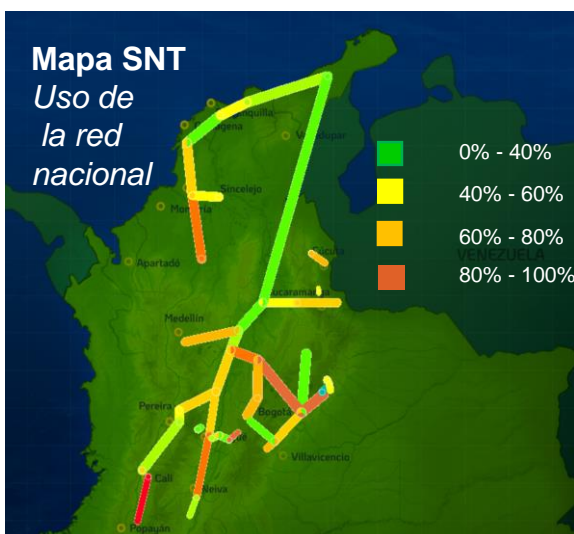 Mapa SNT
Uso de
la red
nacional
0% - 40%
40% - 60%
60% - 80%
80% - 100%
VENEZUELA
Sincelejo
Apartadó
Medellín
Pereira
Bogotá
Villavicencio
Cali
Neiva
Popayán